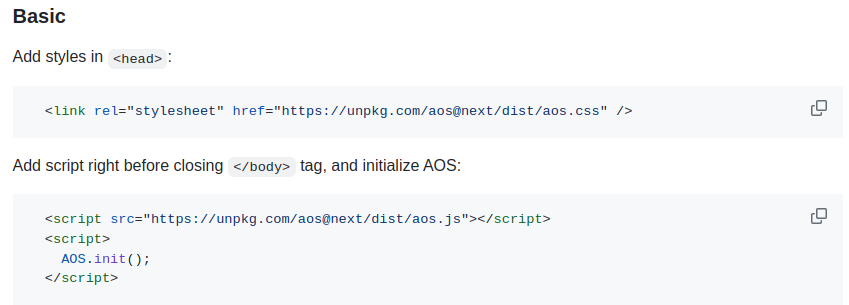 Basic
Add styles in <head>:
<link rel="stylesheet" href="https://unpkg.com/aos@next/dist/aos.css" />
Add script right before closing </body> tag, and initialize AOS:
<script src="https://unpkg.com/aos@next/dist/aos.js"></script>
<script>
  AOS.init();
</script>